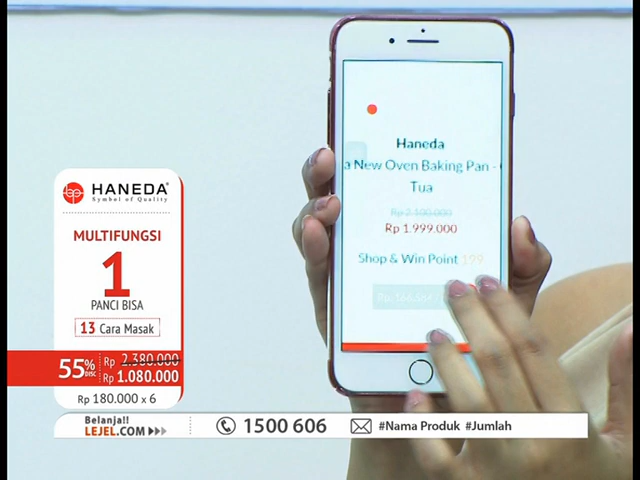 Haneda
a New Oven Baking Pan -
Tua
Rp 2.100.000
Rp 1.999.000
Shop & Win Point 199
HANEDA®
Symbol of Quality
MULTIFUNGSI
1
PANCI BISA
13 Cara Masak
55% DISC
Rp 2.380.000
Rp 1.080.000
Rp 180.000 x 6
Belanja!!
LEJEL.COM
1500 606
#Nama Produk #Jumlah